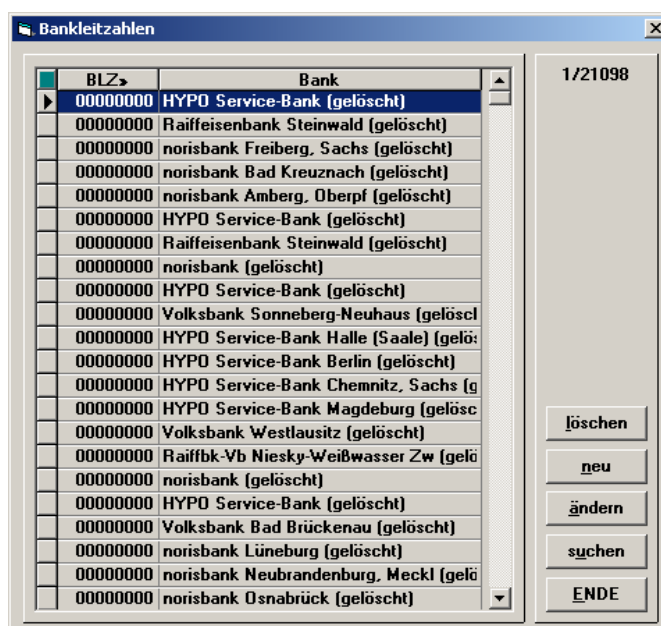 Bankleitzahlen
BLZ» Bank
00000000 HYPO Service-Bank (gelöscht)
00000000 Raiffeisenbank Steinwald (gelöscht)
00000000 norisbank Freiberg, Sachs (gelöscht)
00000000 norisbank Bad Kreuznach (gelöscht)
00000000 norisbank Amberg, Oberpf (gelöscht)
00000000 HYPO Service-Bank (gelöscht)
00000000 Raiffeisenbank Steinwald (gelöscht)
00000000 norisbank (gelöscht)
00000000 HYPO Service-Bank (gelöscht)
00000000 Volksbank Sonneberg-Neuhaus (gelöscl
00000000 HYPO Service-Bank Halle (Saale) (gelö
00000000 HYPO Service-Bank Berlin (gelöscht)
00000000 HYPO Service-Bank Chemnitz, Sachs (g
00000000 HYPO Service-Bank Magdeburg (gelösc
00000000 Volksbank Westlausitz (gelöscht)
00000000 Raiffbk-Vb Niesky-Weißwasser Zw (gelö
00000000 norisbank (gelöscht)
00000000 HYPO Service-Bank (gelöscht)
00000000 Volksbank Bad Brückenau (gelöscht)
00000000 norisbank Lüneburg (gelöscht)
00000000 norisbank Neubrandenburg, Meckl (gelö
00000000 norisbank Osnabrück (gelöscht)
1/21098
löschen
neu
ändern
suchen
ENDE